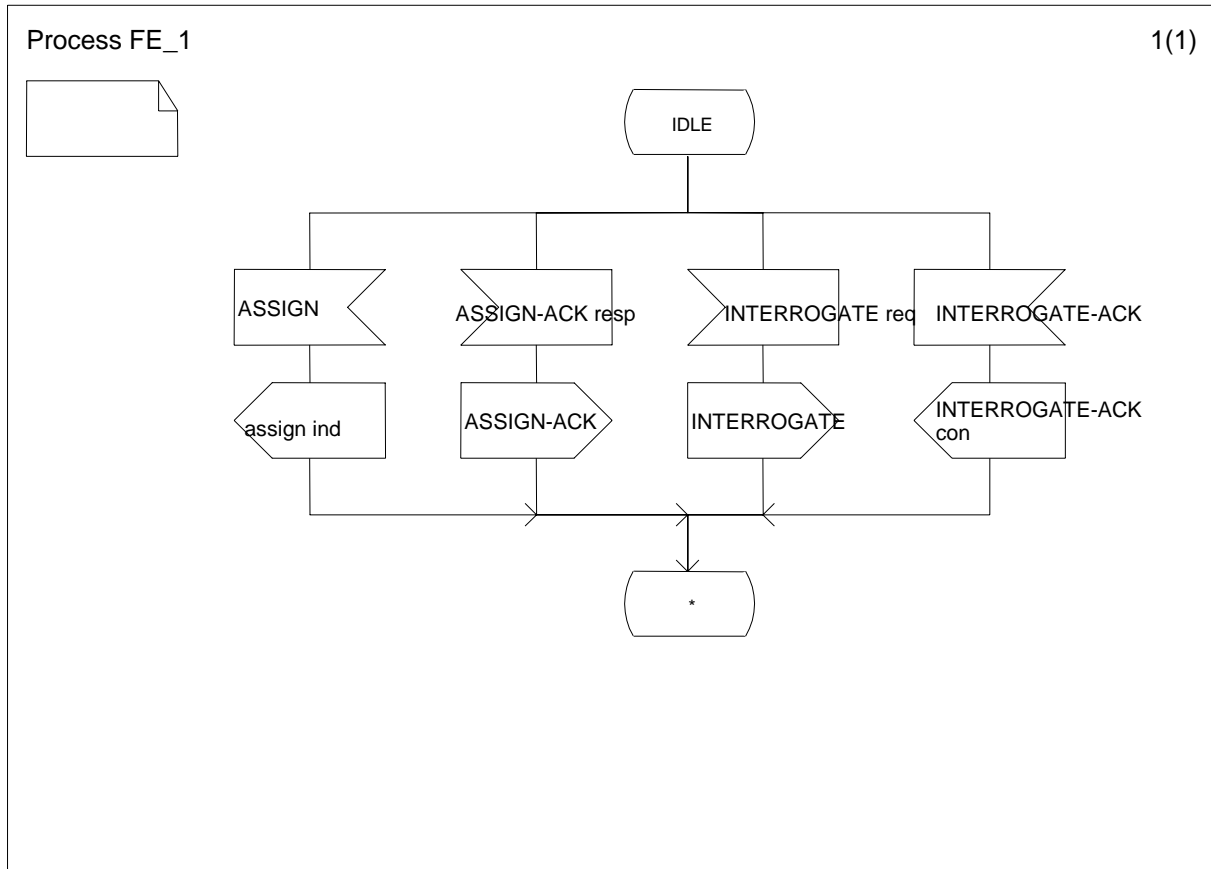 Process FE_1
1(1)
IDLE
ASSIGN
ASSIGN-ACK resp
INTERROGATE req
INTERROGATE-ACK
assign ind
ASSIGN-ACK
INTERROGATE
INTERROGATE-ACK
con
*